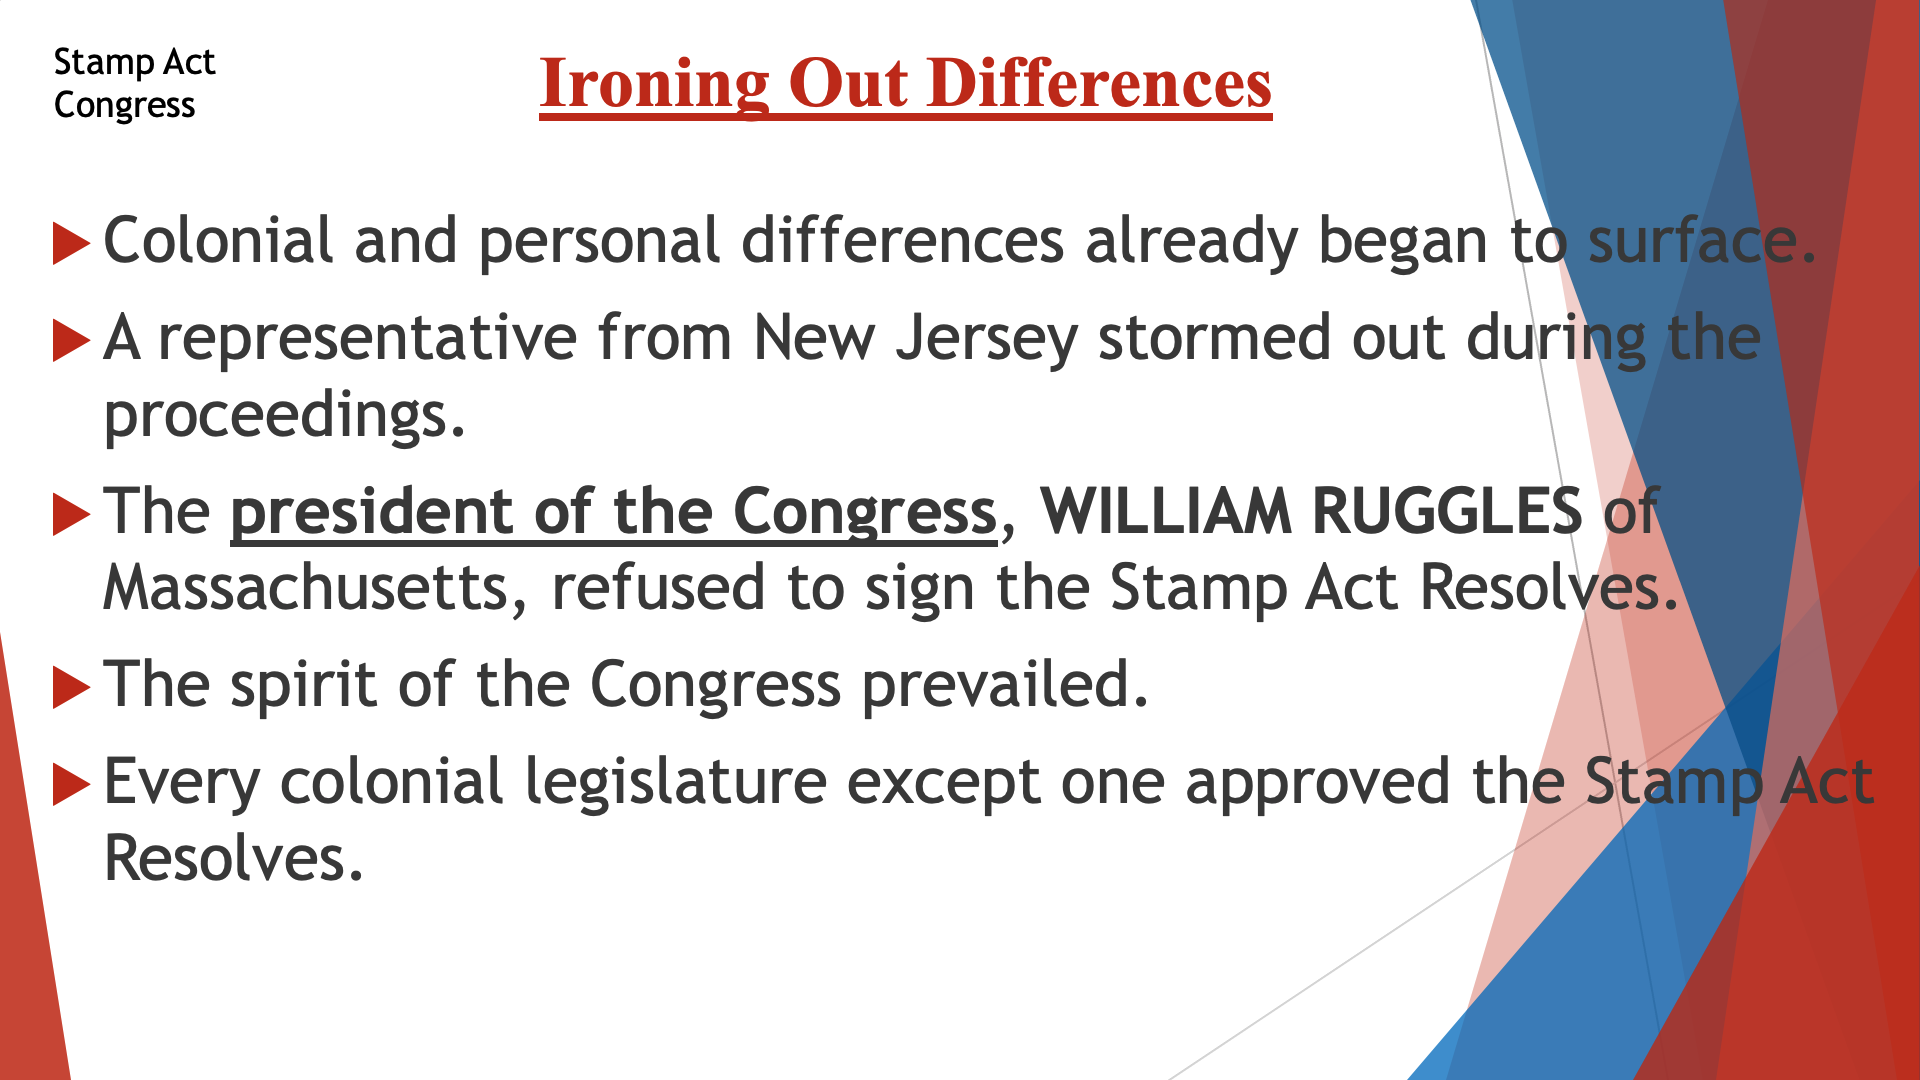 Stamp Act
Congress
Ironing Out Differences
Colonial and personal differences already began to surface.
A representative from New Jersey stormed out during the
proceedings.
The president of the Congress, WILLIAM RUGGLES of
Massachusetts, refused to sign the Stamp Act Resolves.
The spirit of the Congress prevailed.
Every colonial legislature except one approved the Stamp Act
Resolves.